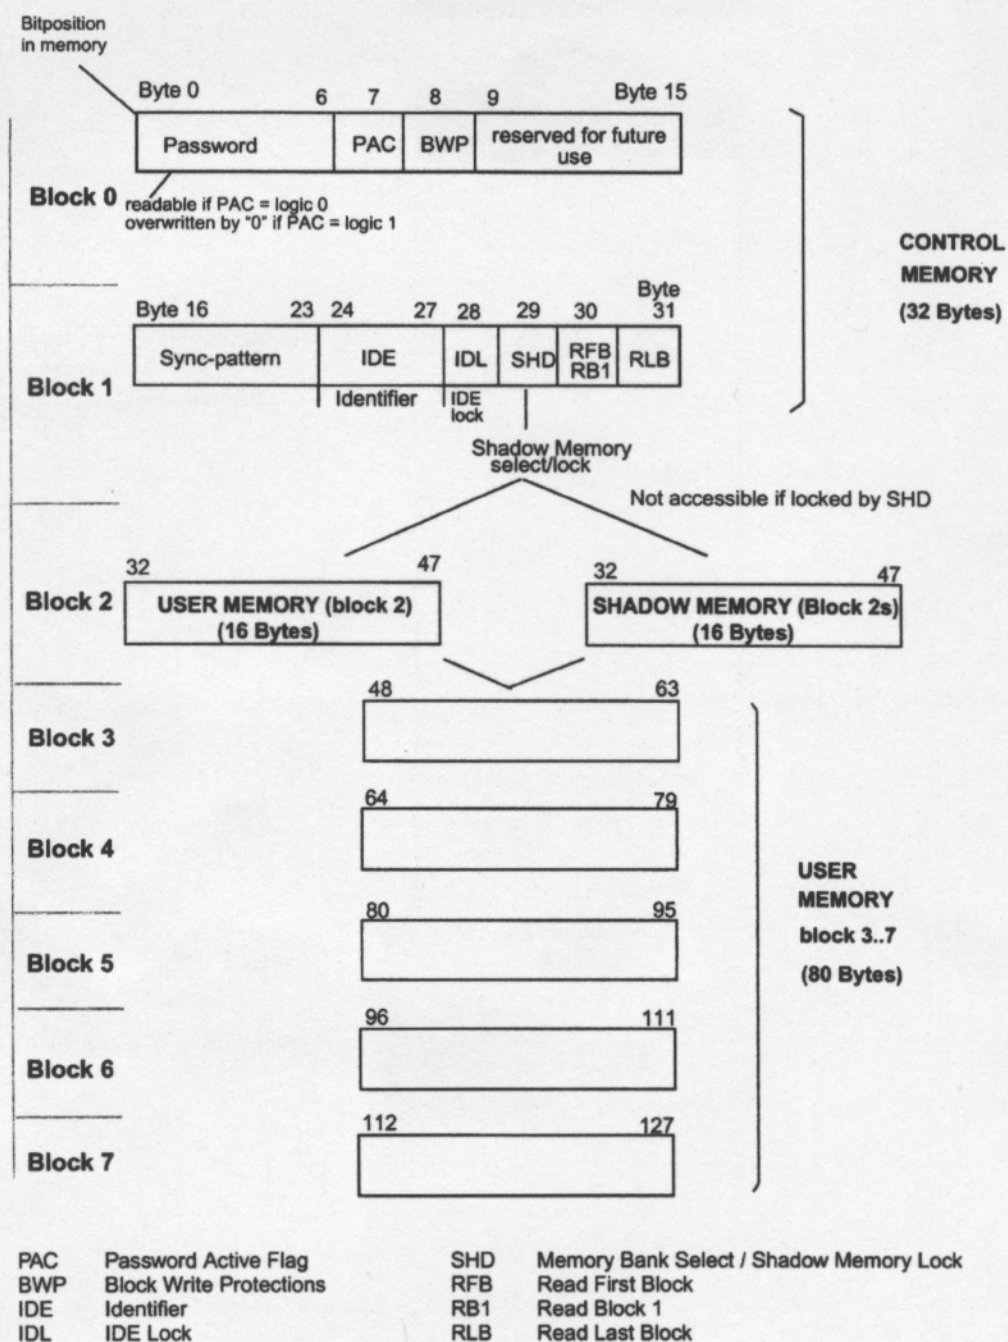 Bitposition
in memory
Byte 0 6 7 8 9 Byte 15
Password PAC BWP reserved for future
use
Block 0
readable if PAC = logic 0
overwritten by "0" if PAC = logic 1
CONTROL
MEMORY
(32 Bytes)
Byte
Byte 16 23 24 27 28 29 30 31
Sync-pattern IDE IDL SHD RFB
RB1 RLB
Block 1
Identifier IDE
lock
Shadow Memory
select/lock
Not accessible if locked by SHD
32 47 32 47
Block 2 USER MEMORY (block 2)
(16 Bytes)
SHADOW MEMORY (Block 2s)
(16 Bytes)
48 63
Block 3
64 79
Block 4
80 95
Block 5
96 111
Block 6
112 127
Block 7
USER
MEMORY
block 3..7
(80 Bytes)
PAC Password Active Flag SHD Memory Bank Select / Shadow Memory Lock
BWP Block Write Protections RFB Read First Block
IDE Identifier RB1 Read Block 1
IDL IDE Lock RLB Read Last Block